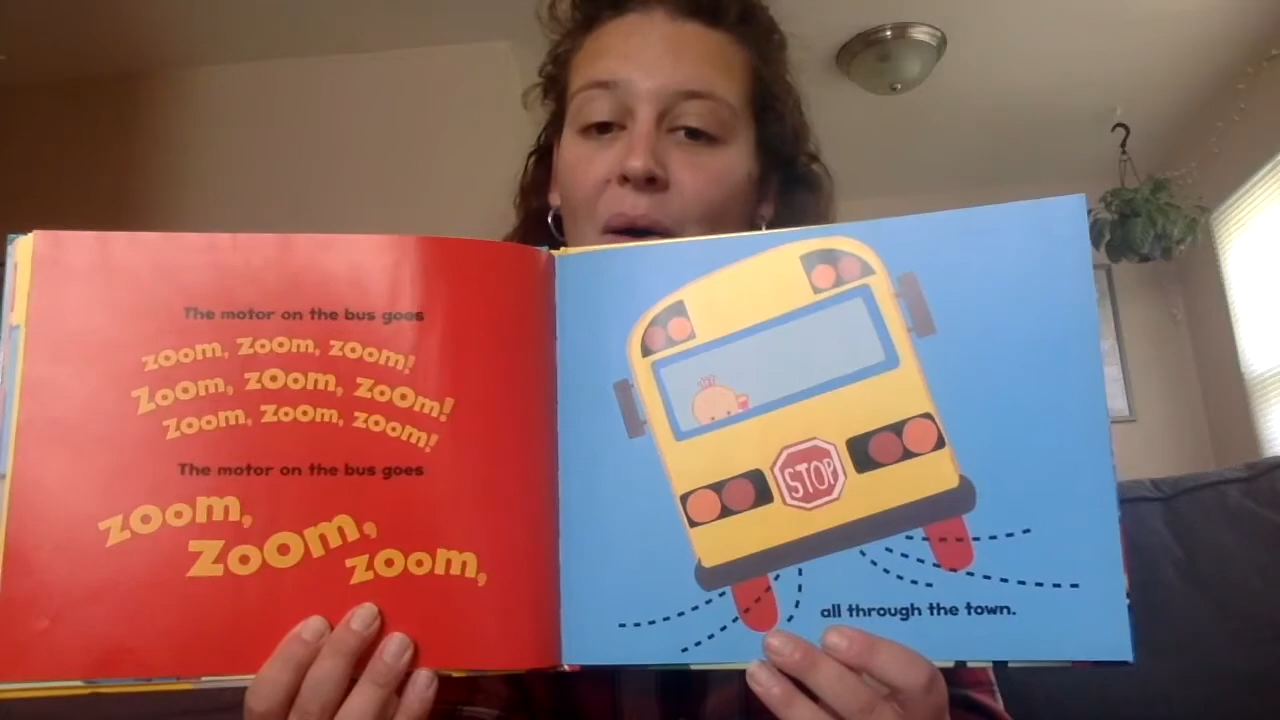 The motor on the bus goes
zoom, zoom, zoom!
Zoom, zoom, zoom!
Zoom, zoom, zoom!
The motor on the bus goes
zoom,
zoom,
zoom,
STOP
all through the town.